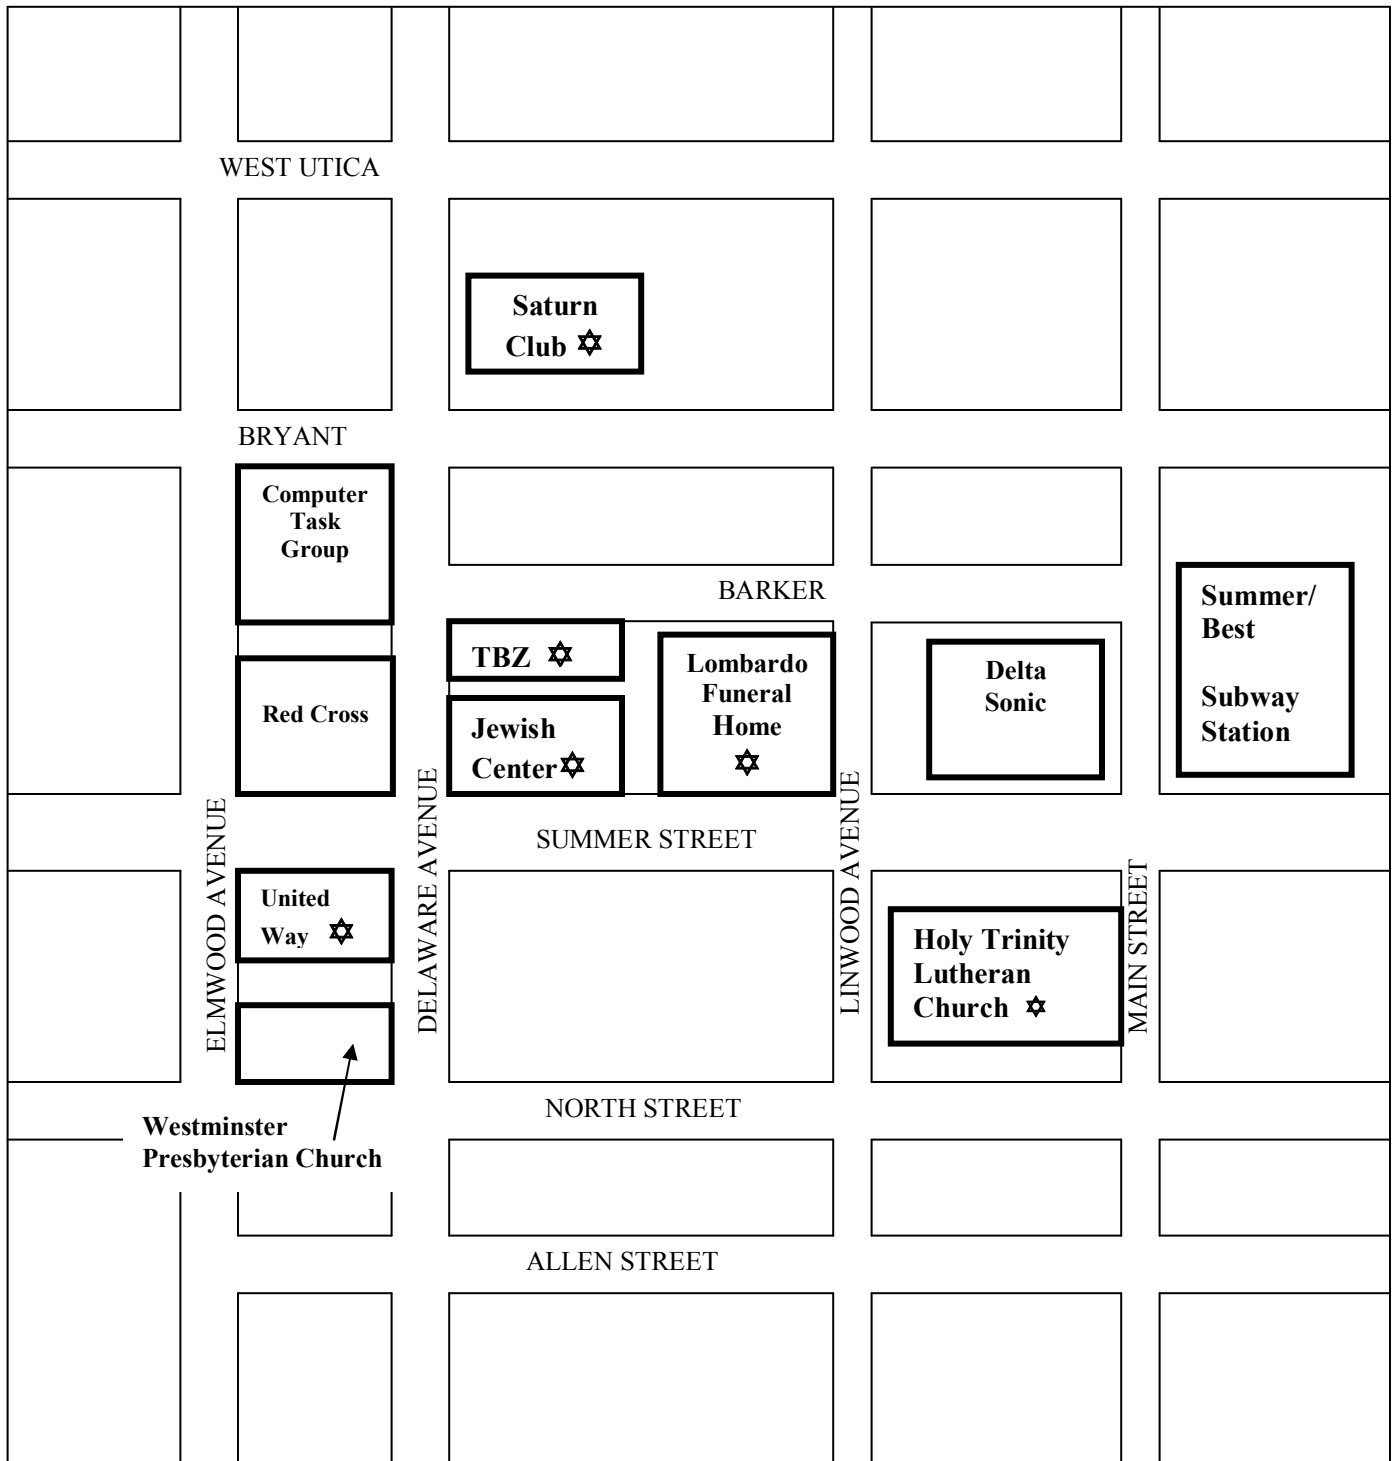 WEST UTICA
Saturn
Club ✡
BRYANT
Computer
Task
Group
BARKER
Summer/
Best
Subway
Station
TBZ ✡
Lombardo
Funeral
Home
✡
Delta
Sonic
Red Cross
Jewish
Center ✡
ELMWOOD AVENUE
DELAWARE AVENUE
SUMMER STREET
LINWOOD AVENUE
MAIN STREET
United
Way ✡
Holy Trinity
Lutheran
Church ✡
NORTH STREET
Westminster
Presbyterian Church
ALLEN STREET